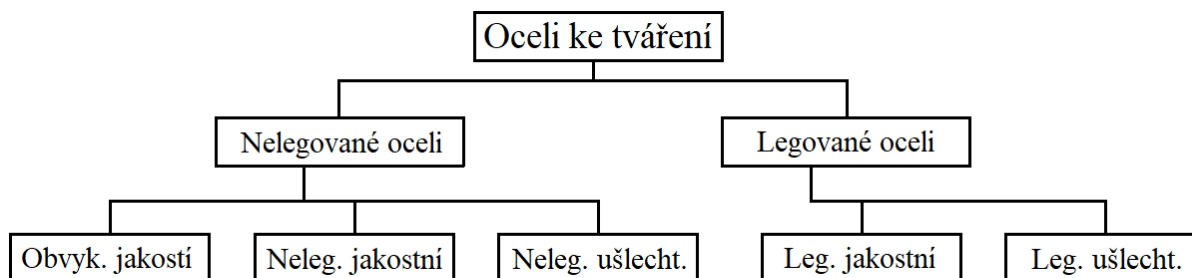 Oceli ke tváření
Nelegované oceli
Legované oceli
Obvyk. jakostí
Neleg. jakostní
Neleg. ušlecht.
Leg. jakostní
Leg. ušlecht.